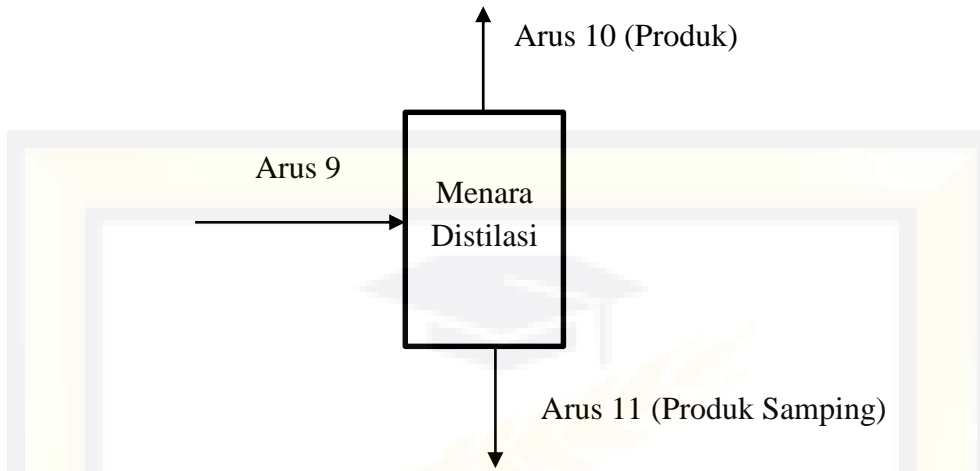 Arus 10 (Produk)
Arus 9
Menara
Distilasi
Arus 11 (Produk Samping)